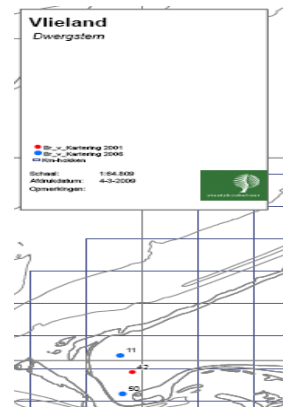 Vlieland
Dwergstern
Br_v_Kartering 2001
Br_v_Kartering 2006
Km-hokken
Schaal: 1:64.809
Afdrukdatum: 4-3-2009
Opmerkingen:
11
42
50